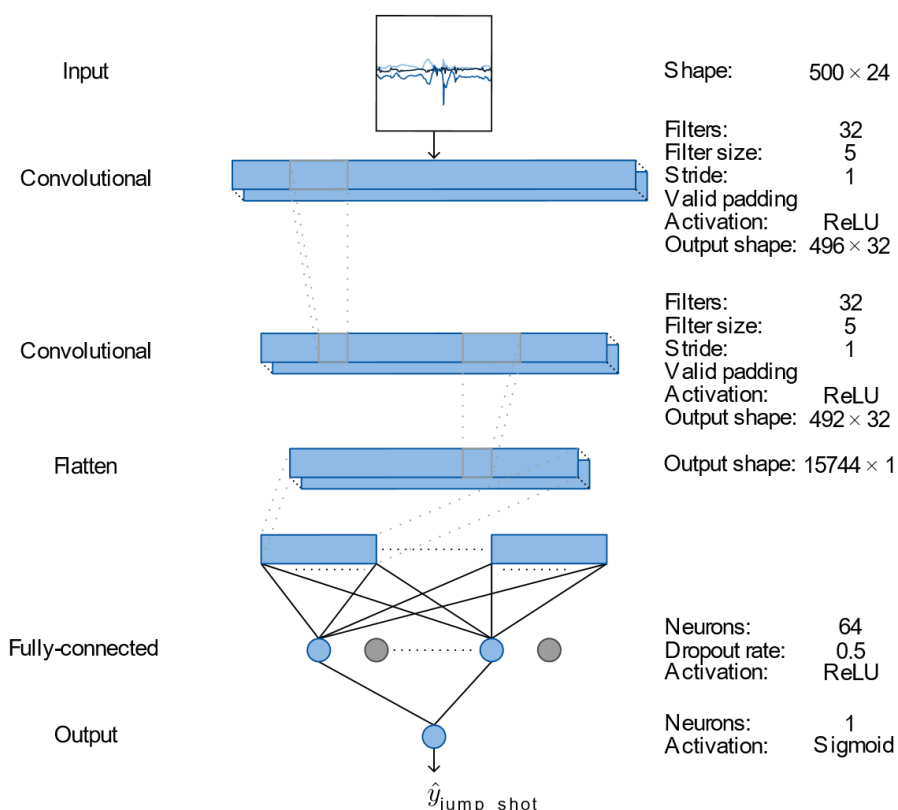 Input
Shape: 500 × 24
Convolutional
Filters: 32
Filter size: 5
Stride: 1
Valid padding
Activation: ReLU
Output shape: 496 × 32
Convolutional
Filters: 32
Filter size: 5
Stride: 1
Valid padding
Activation: ReLU
Output shape: 492 × 32
Flatten
Output shape: 15744 × 1
Fully-connected
Neurons: 64
Dropout rate: 0.5
Activation: ReLU
Output
Neurons: 1
Activation: Sigmoid
ŷ jump_shot